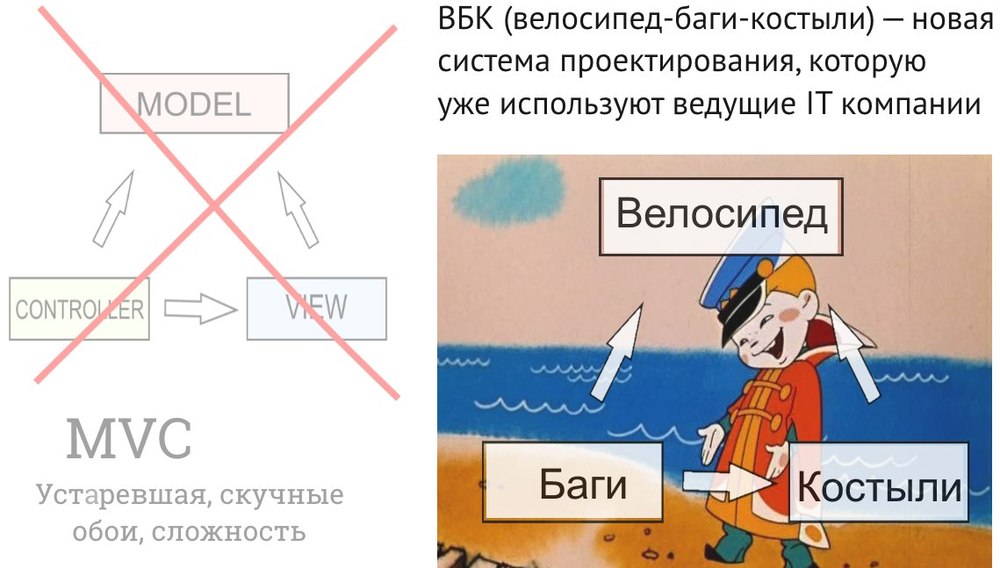 MODEL
CONTROLLER
VIEW
MVC
Устаревшая, скучные
обои, сложность
ВБК (велосипед-баги-костыли) — новая
система проектирования, которую
уже используют ведущие IT компании
Велосипед
Баги
Костыли